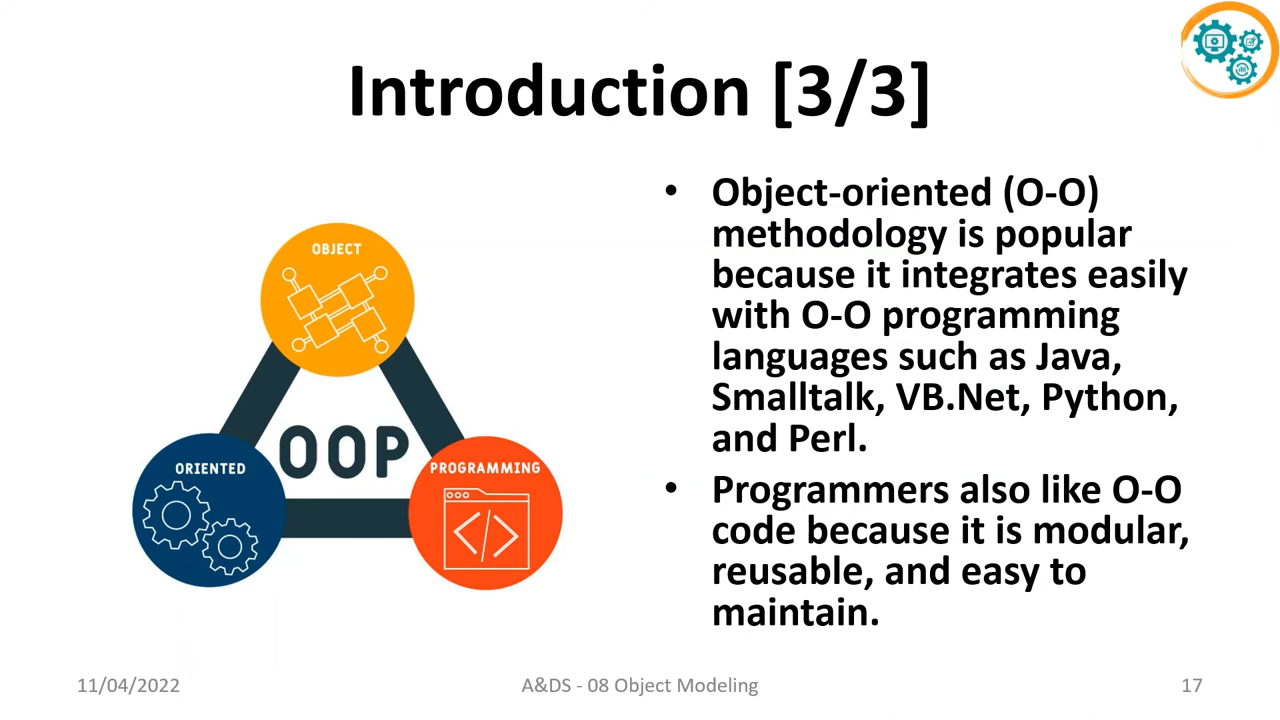 Introduction [3/3]
OBJECT
ORIENTED
OOP
PROGRAMMING
• Object-oriented (O-O)
methodology is popular
because it integrates easily
with O-O programming
languages such as Java,
Smalltalk, VB.Net, Python,
and Perl.
• Programmers also like O-O
code because it is modular,
reusable, and easy to
maintain.
11/04/2022
A&DS - 08 Object Modeling
17